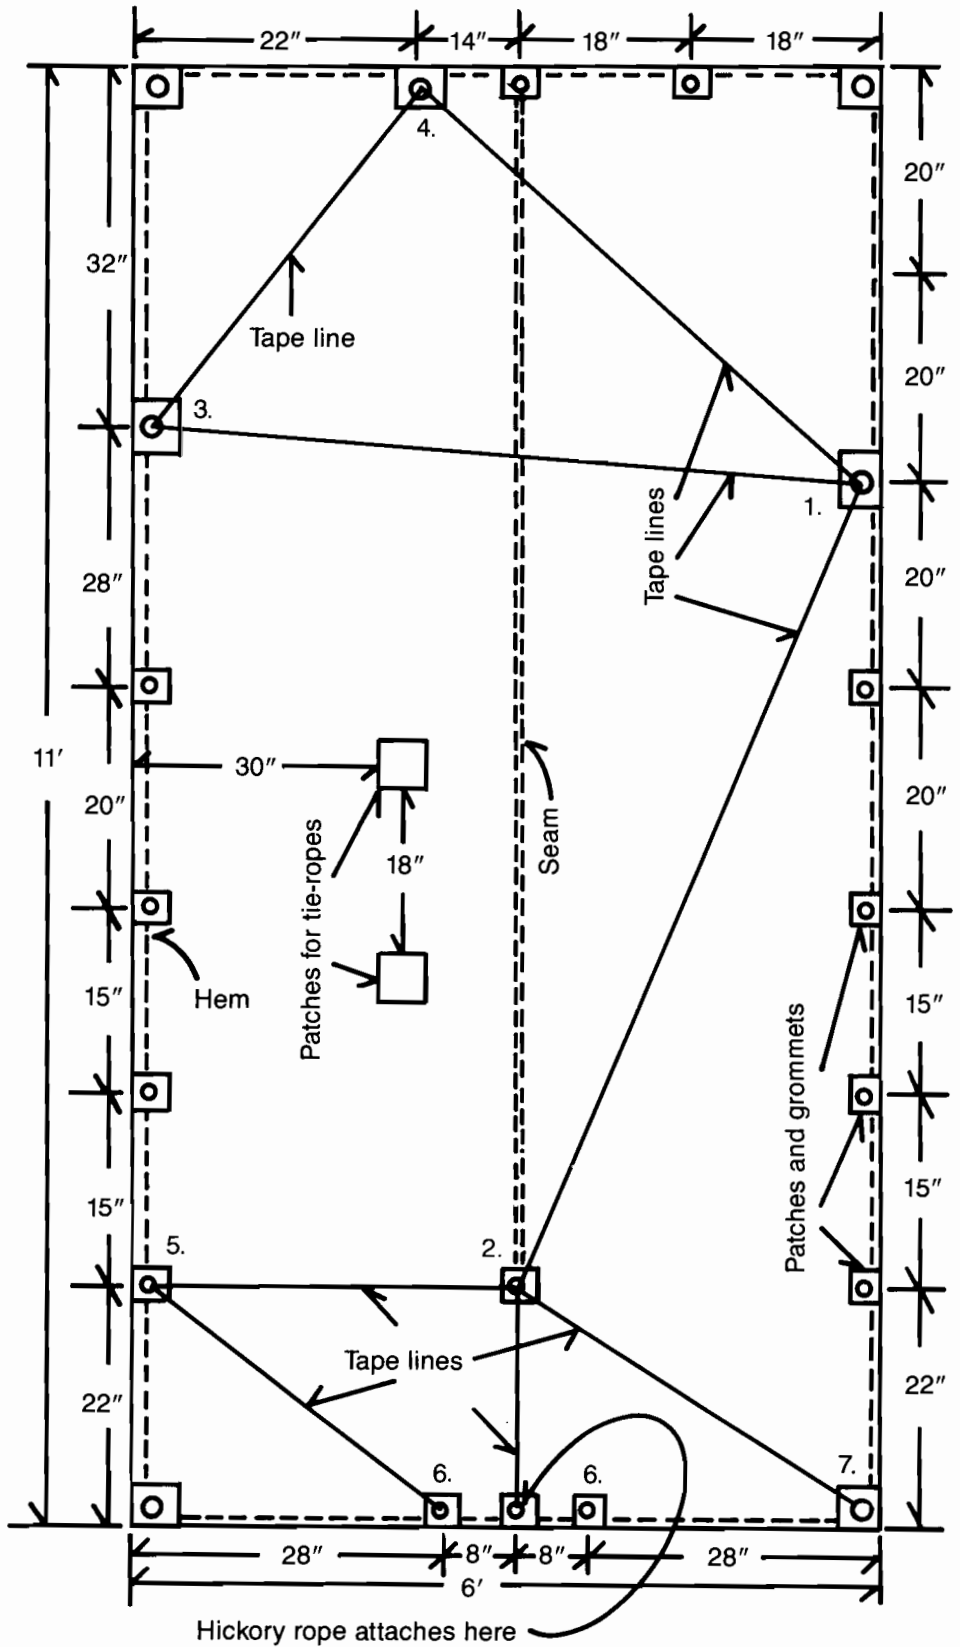 22″ 14″ 18″ 18″
4.
20″
32″
Tape line
20″
3.
1.
Tape lines
28″
20″
11′
30″
20″
20″
Seam
18″
Patches for tie-ropes
Hem
15″
15″
Patches and grommets
15″
15″
5.
2.
Tape lines
22″
22″
6.
6.
7.
28″ 8″ 8″ 28″
6′
Hickory rope attaches here